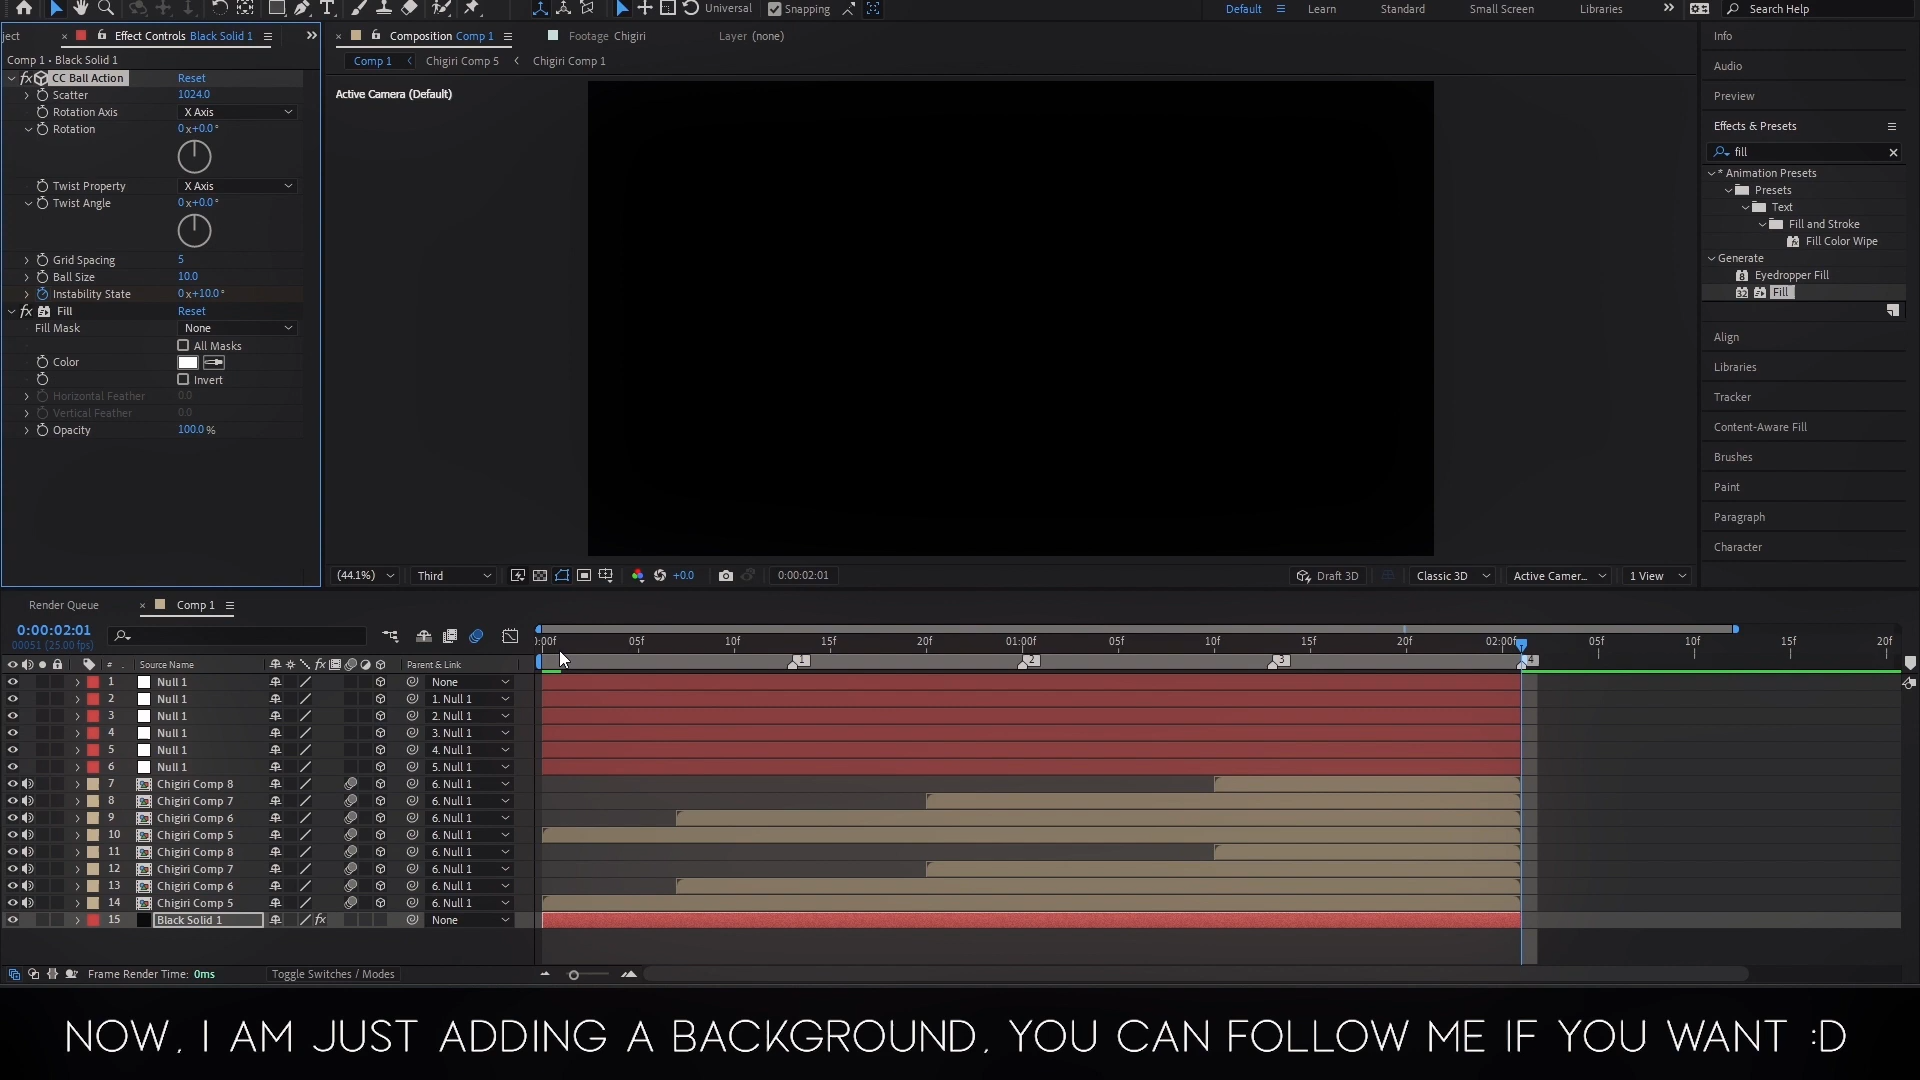 Universal
Snapping
Default
Learn
Standard
Small Screen
Libraries
Search Help
ject
Effect Controls Black Solid 1
Comp 1 • Black Solid 1
CC Ball Action Reset
Scatter 1024.0
Rotation Axis X Axis
Rotation 0x+0.0°
Twist Property X Axis
Twist Angle 0x+0.0°
Grid Spacing 5
Ball Size 10.0
Instability State 0x+10.0°
Fill Reset
Fill Mask None
All Masks
Color
Invert
Horizontal Feather 0.0
Vertical Feather 0.0
Opacity 100.0%
Composition Comp 1
Footage Chigiri
Layer (none)
Comp 1
Chigiri Comp 5
Chigiri Comp 1
Active Camera (Default)
(44.1%)
Third
+0.0
0:00:02:01
Draft 3D
Classic 3D
Active Camer...
1 View
Info
Audio
Preview
Effects & Presets
fill
* Animation Presets
Presets
Text
Fill and Stroke
Fill Color Wipe
Generate
Eyedropper Fill
Fill
Align
Libraries
Tracker
Content-Aware Fill
Brushes
Paint
Paragraph
Character
Render Queue
Comp 1
0:00:02:01
00051 (25.00 fps)
:00f 05f 10f 15f 20f 01:00f 05f 10f 15f 20f 02:00f 05f 10f 15f 20f
1 2 3 4
# Source Name Parent & Link
1 Null 1 None
2 Null 1 1. Null 1
3 Null 1 2. Null 1
4 Null 1 3. Null 1
5 Null 1 4. Null 1
6 Null 1 5. Null 1
7 Chigiri Comp 8 6. Null 1
8 Chigiri Comp 7 6. Null 1
9 Chigiri Comp 6 6. Null 1
10 Chigiri Comp 5 6. Null 1
11 Chigiri Comp 8 6. Null 1
12 Chigiri Comp 7 6. Null 1
13 Chigiri Comp 6 6. Null 1
14 Chigiri Comp 5 6. Null 1
15 Black Solid 1 None
Frame Render Time: 0ms
Toggle Switches / Modes
NOW, I AM JUST ADDING A BACKGROUND, YOU CAN FOLLOW ME IF YOU WANT :D